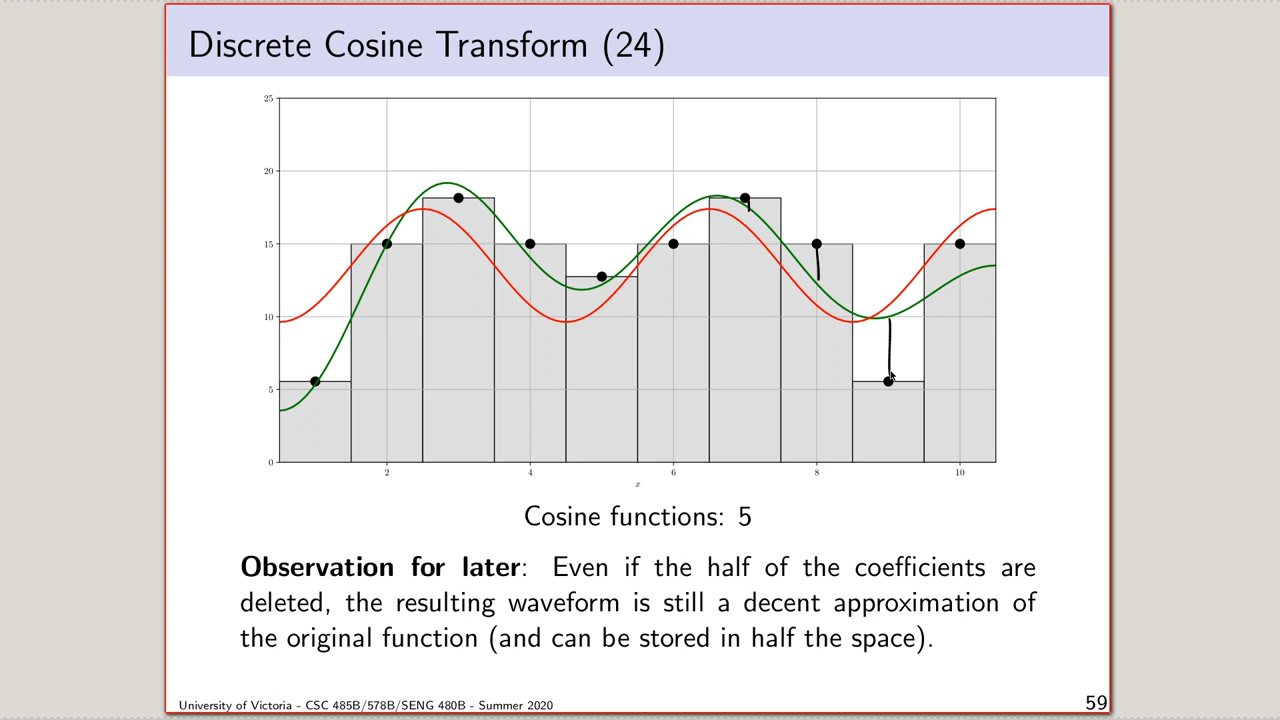 Discrete Cosine Transform (24)
25
20
15
10
5
0
2 4 6 8 10
x
Cosine functions: 5
Observation for later: Even if the half of the coefficients are
deleted, the resulting waveform is still a decent approximation of
the original function (and can be stored in half the space).
University of Victoria - CSC 485B/578B/SENG 480B - Summer 2020
59